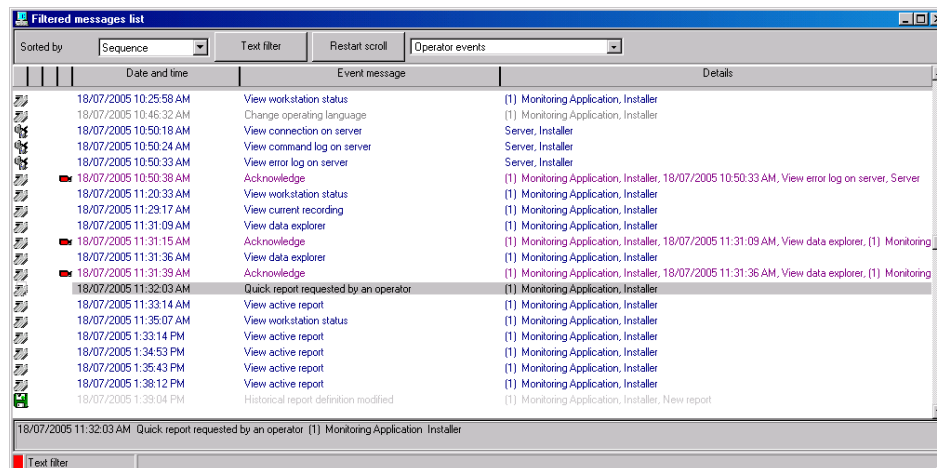 Filtered messages list
Sorted by Sequence Text filter Restart scroll Operator events
Date and time Event message Details
18/07/2005 10:25:58 AM View workstation status (1) Monitoring Application, Installer
18/07/2005 10:46:32 AM Change operating language (1) Monitoring Application, Installer
18/07/2005 10:50:18 AM View connection on server Server, Installer
18/07/2005 10:50:24 AM View command log on server Server, Installer
18/07/2005 10:50:33 AM View error log on server Server, Installer
18/07/2005 10:50:38 AM Acknowledge (1) Monitoring Application, Installer, 18/07/2005 10:50:33 AM, View error log on server, Server
18/07/2005 11:20:33 AM View workstation status (1) Monitoring Application, Installer
18/07/2005 11:29:17 AM View current recording (1) Monitoring Application, Installer
18/07/2005 11:31:09 AM View data explorer (1) Monitoring Application, Installer
18/07/2005 11:31:15 AM Acknowledge (1) Monitoring Application, Installer, 18/07/2005 11:31:09 AM, View data explorer, (1) Monitoring
18/07/2005 11:31:36 AM View data explorer (1) Monitoring Application, Installer
18/07/2005 11:31:39 AM Acknowledge (1) Monitoring Application, Installer, 18/07/2005 11:31:36 AM, View data explorer, (1) Monitoring
18/07/2005 11:32:03 AM Quick report requested by an operator (1) Monitoring Application, Installer
18/07/2005 11:33:14 AM View active report (1) Monitoring Application, Installer
18/07/2005 11:35:07 AM View workstation status (1) Monitoring Application, Installer
18/07/2005 1:33:14 PM View active report (1) Monitoring Application, Installer
18/07/2005 1:34:53 PM View active report (1) Monitoring Application, Installer
18/07/2005 1:35:43 PM View active report (1) Monitoring Application, Installer
18/07/2005 1:38:12 PM View active report (1) Monitoring Application, Installer
18/07/2005 1:39:04 PM Historical report definition modified (1) Monitoring Application, Installer, New report
18/07/2005 11:32:03 AM Quick report requested by an operator (1) Monitoring Application Installer
Text filter